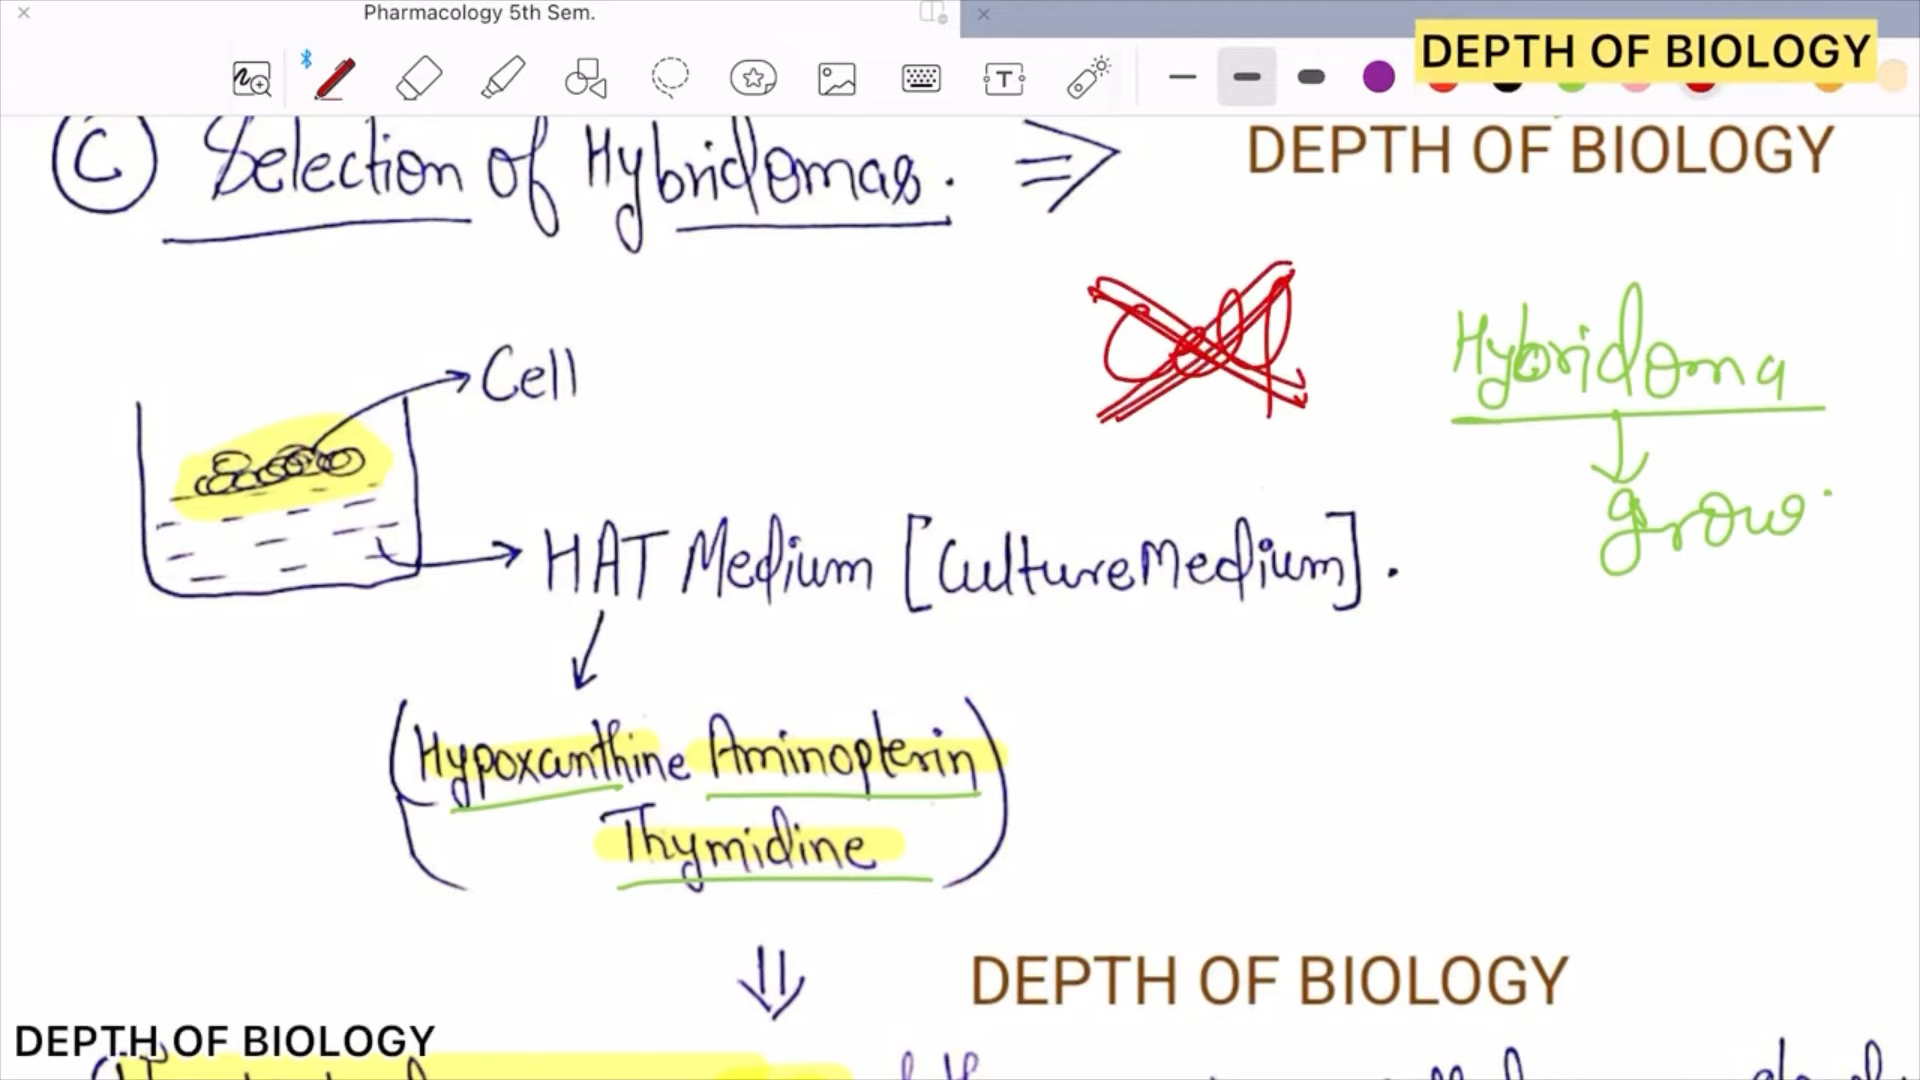 Pharmacology 5th Sem.
DEPTH OF BIOLOGY
C Selection of Hybridomas. ⇒
DEPTH OF BIOLOGY
Hybridoma
↓
grow
Cell
HAT Medium [Culture Medium].
(Hypoxanthine Aminopterin
Thymidine)
⇓
DEPTH OF BIOLOGY
DEPTH OF BIOLOGY